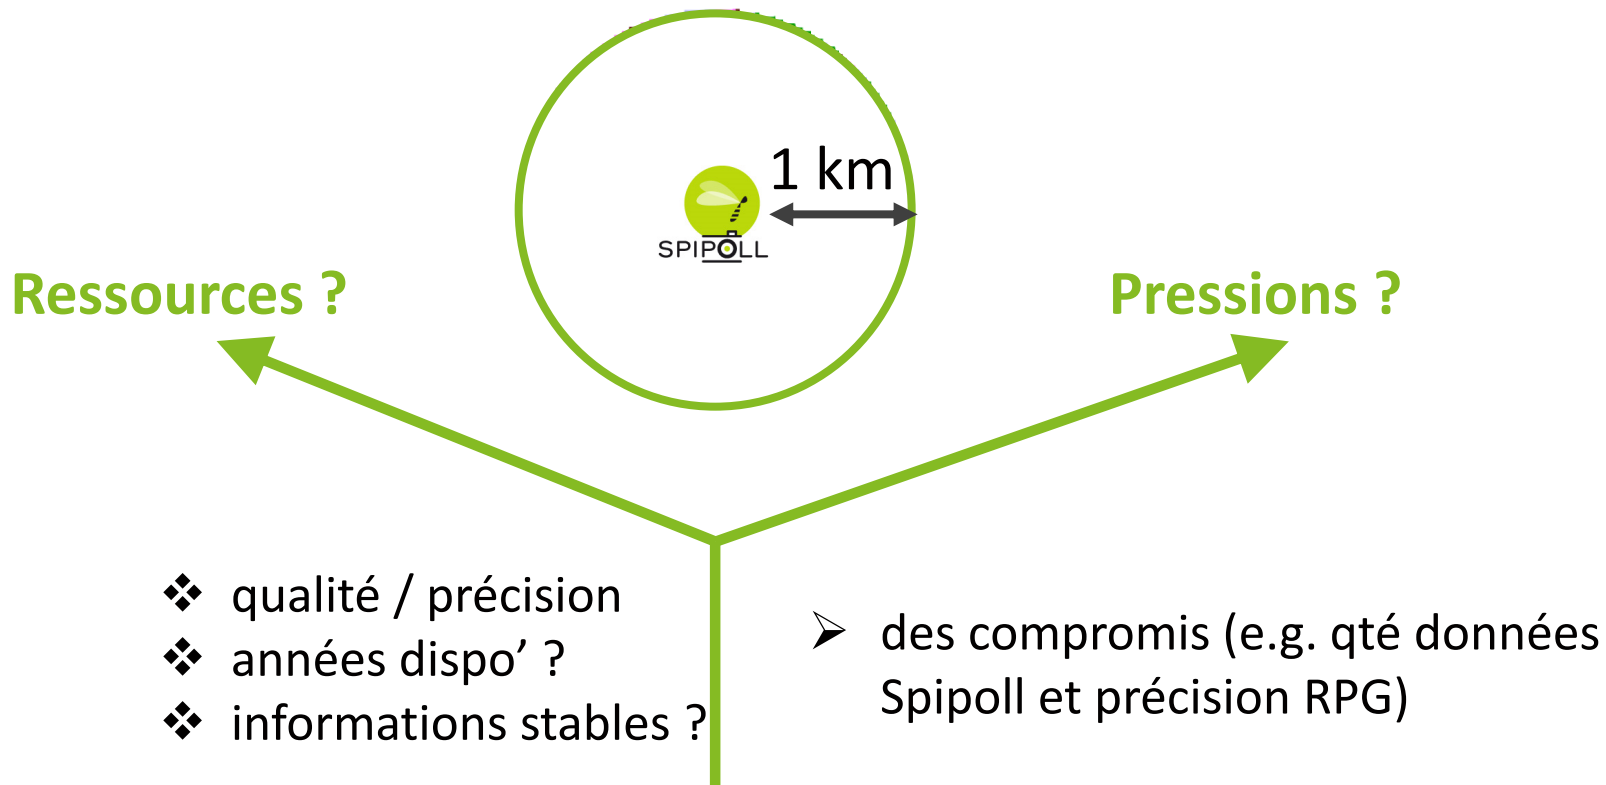 1 km
SPIPOLL
Ressources ?
Pressions ?
❖ qualité / précision
❖ années dispo’ ?
❖ informations stables ?
➢ des compromis (e.g. qté données
Spipoll et précision RPG)